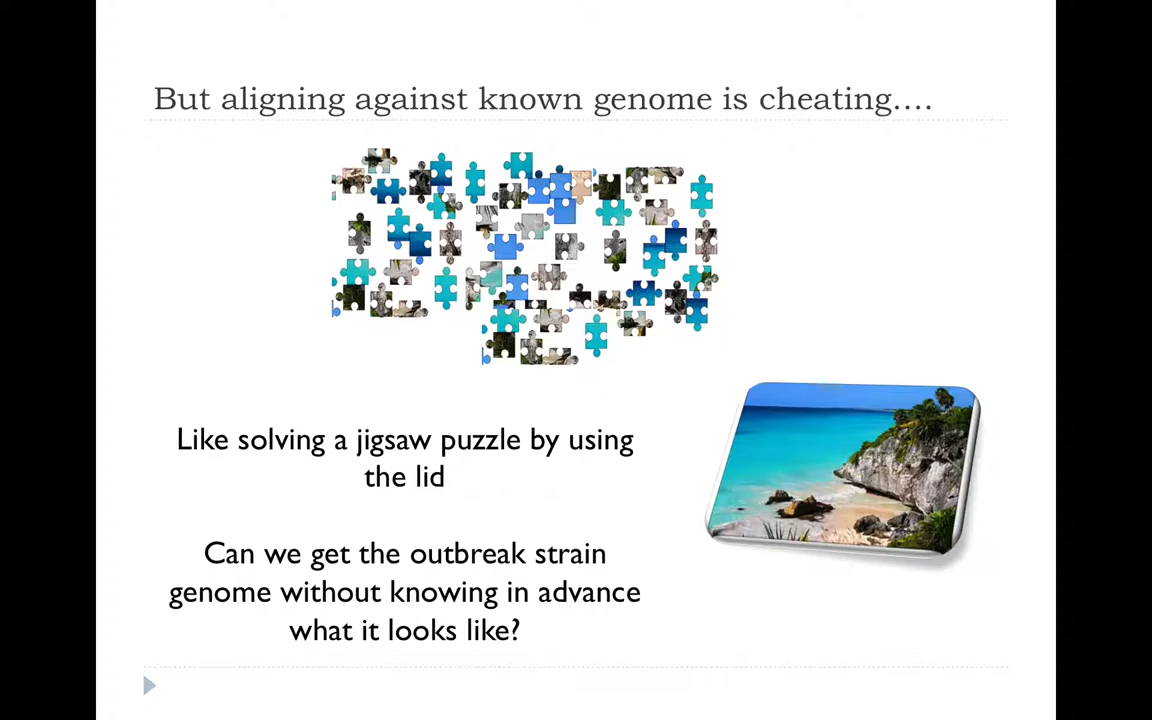 But aligning against known genome is cheating....
Like solving a jigsaw puzzle by using
the lid
Can we get the outbreak strain
genome without knowing in advance
what it looks like?